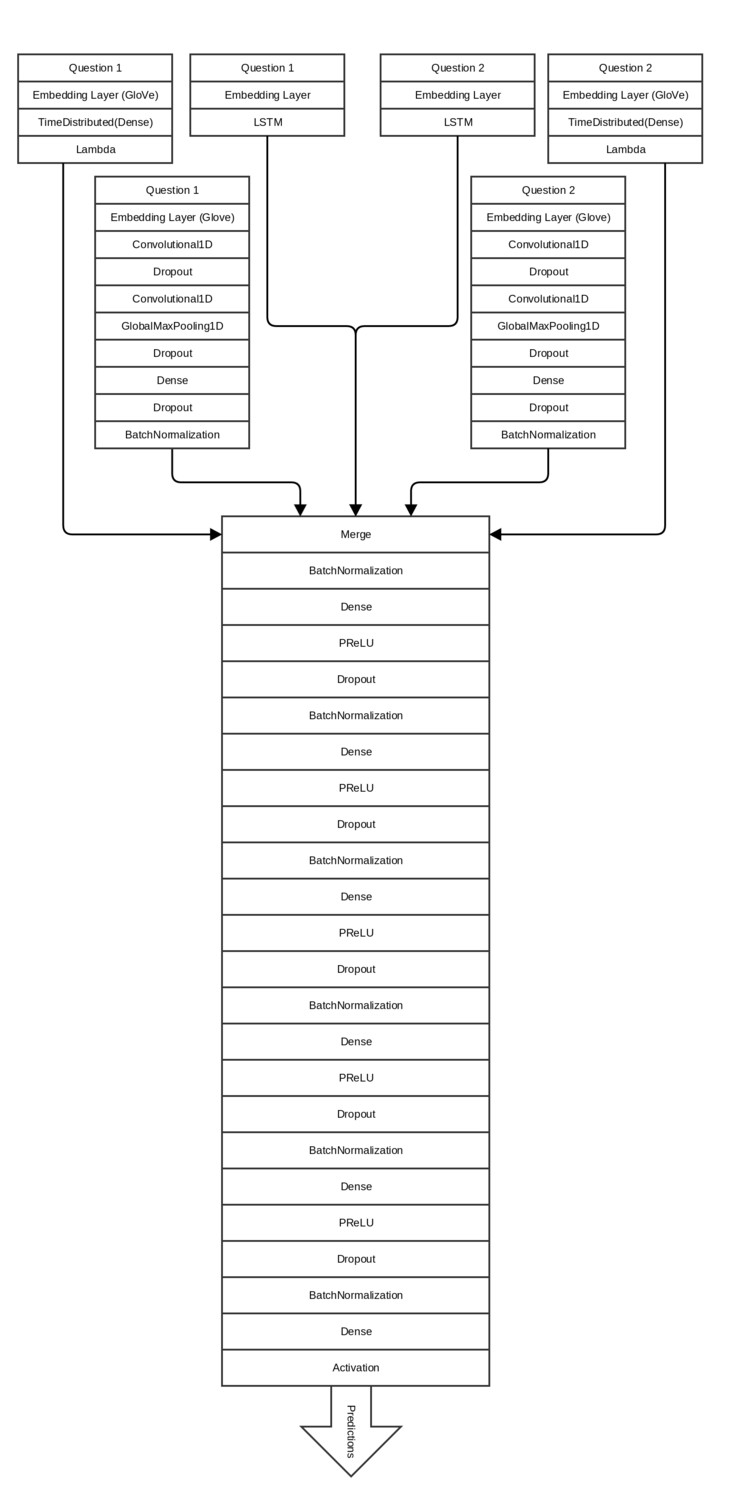 Question 1
Embedding Layer (GloVe)
TimeDistributed(Dense)
Lambda
Question 1
Embedding Layer
LSTM
Question 2
Embedding Layer
LSTM
Question 2
Embedding Layer (GloVe)
TimeDistributed(Dense)
Lambda
Question 1
Embedding Layer (Glove)
Convolutional1D
Dropout
Convolutional1D
GlobalMaxPooling1D
Dropout
Dense
Dropout
BatchNormalization
Question 2
Embedding Layer (Glove)
Convolutional1D
Dropout
Convolutional1D
GlobalMaxPooling1D
Dropout
Dense
Dropout
BatchNormalization
Merge
BatchNormalization
Dense
PReLU
Dropout
BatchNormalization
Dense
PReLU
Dropout
BatchNormalization
Dense
PReLU
Dropout
BatchNormalization
Dense
PReLU
Dropout
BatchNormalization
Dense
PReLU
Dropout
BatchNormalization
Dense
Activation
Predictions